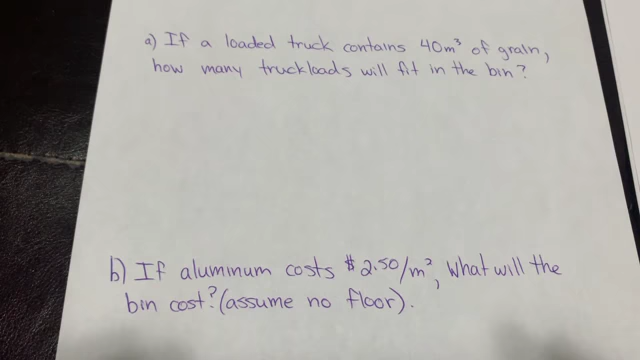 a) If a loaded truck contains 40m³ of grain,
how many truckloads will fit in the bin?
b) If aluminum costs $2.50/m², What will the
bin cost? (assume no floor).